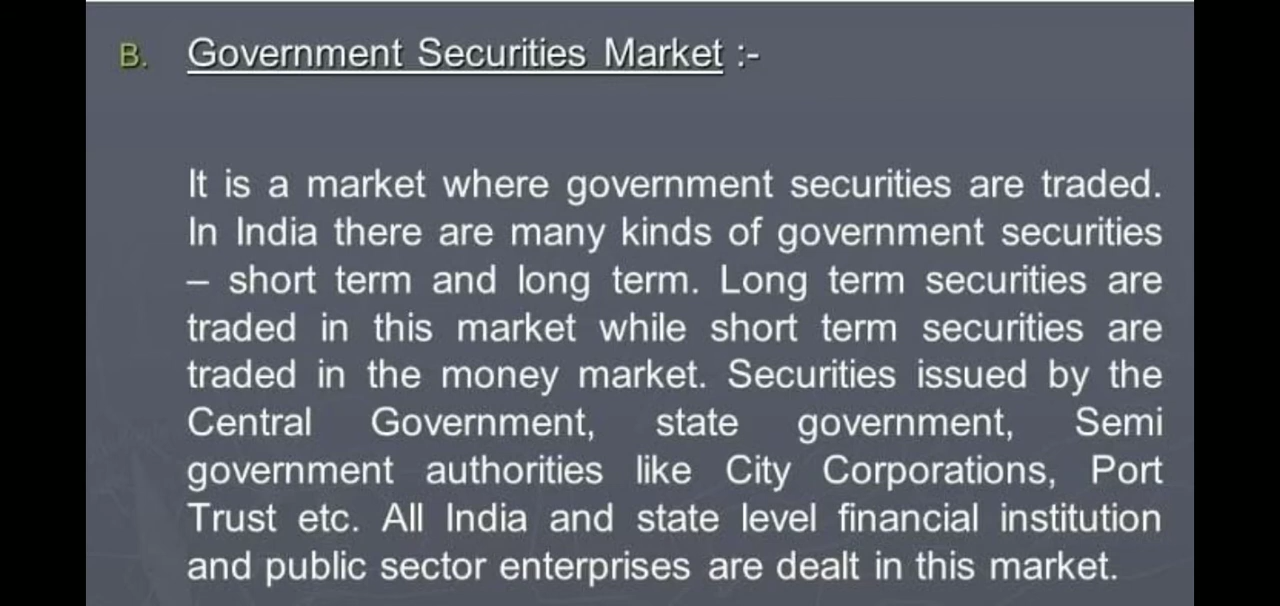 B. Government Securities Market :-
It is a market where government securities are traded.
In India there are many kinds of government securities
– short term and long term. Long term securities are
traded in this market while short term securities are
traded in the money market. Securities issued by the
Central Government, state government, Semi
government authorities like City Corporations, Port
Trust etc. All India and state level financial institution
and public sector enterprises are dealt in this market.